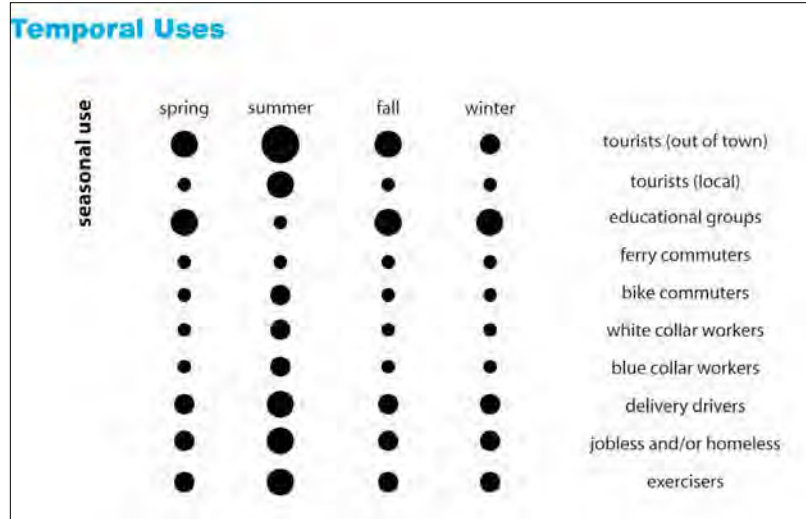 Temporal Uses
seasonal use
spring summer fall winter
tourists (out of town)
tourists (local)
educational groups
ferry commuters
bike commuters
white collar workers
blue collar workers
delivery drivers
jobless and/or homeless
exercisers